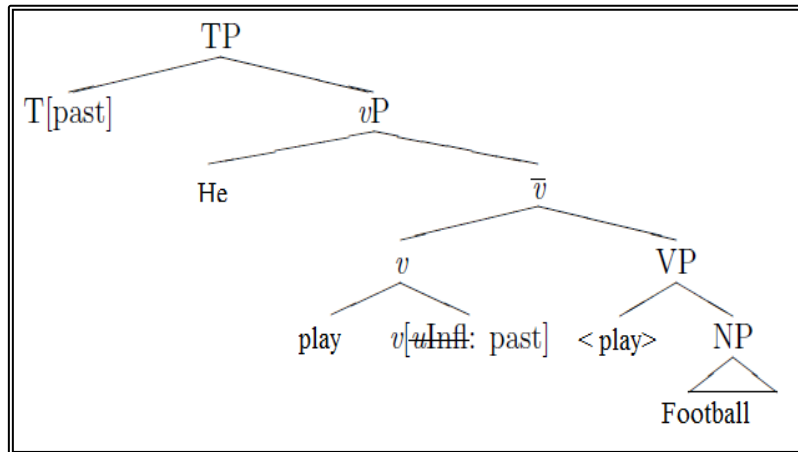 TP
T[past] vP
He v̅
v VP
play v[uInfl: past] < play> NP
Football